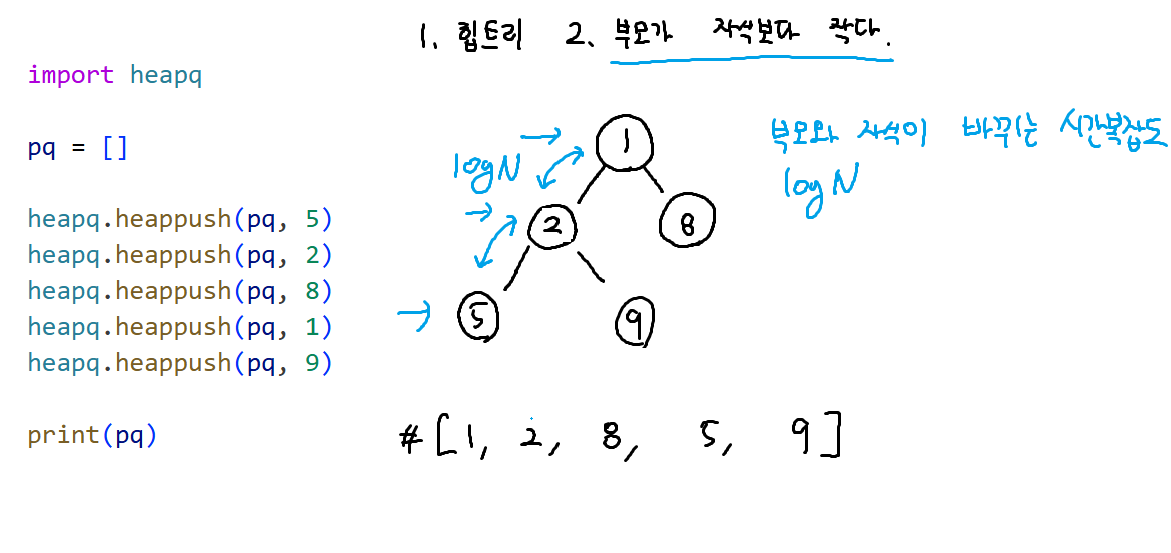 1. 힙트리 2. 부모가 자식보다 작다.
import heapq
pq = []
heapq.heappush(pq, 5)
heapq.heappush(pq, 2)
heapq.heappush(pq, 8)
heapq.heappush(pq, 1)
heapq.heappush(pq, 9)
print(pq)
logN
1
2
8
5
9
부모와 자식이 바뀌는 시간복잡도
logN
#[1, 2, 8, 5, 9]